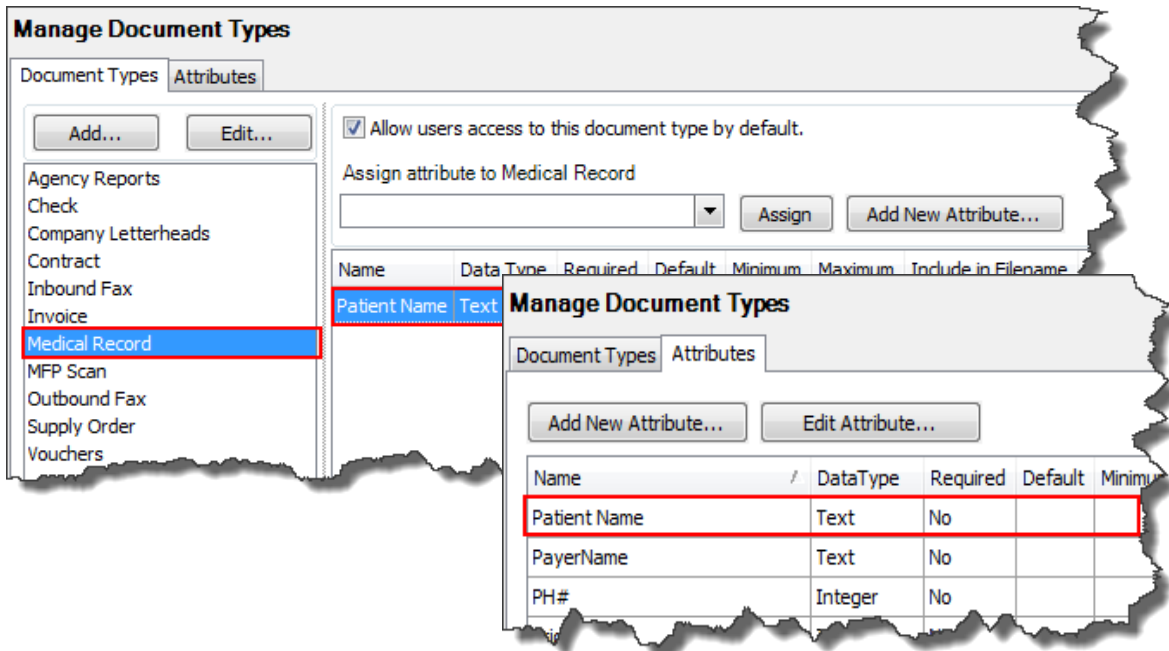 Manage Document Types
Document Types Attributes
Add... Edit...
Allow users access to this document type by default.
Assign attribute to Medical Record
Assign Add New Attribute...
Agency Reports
Check
Company Letterheads
Contract
Inbound Fax
Invoice
Medical Record
MFP Scan
Outbound Fax
Supply Order
Vouchers
Name Data Type Required Default Minimum Maximum Include in Filename
Patient Name Text
Manage Document Types
Document Types Attributes
Add New Attribute... Edit Attribute...
Name DataType Required Default Minimum
Patient Name Text No
PayerName Text No
PH# Integer No